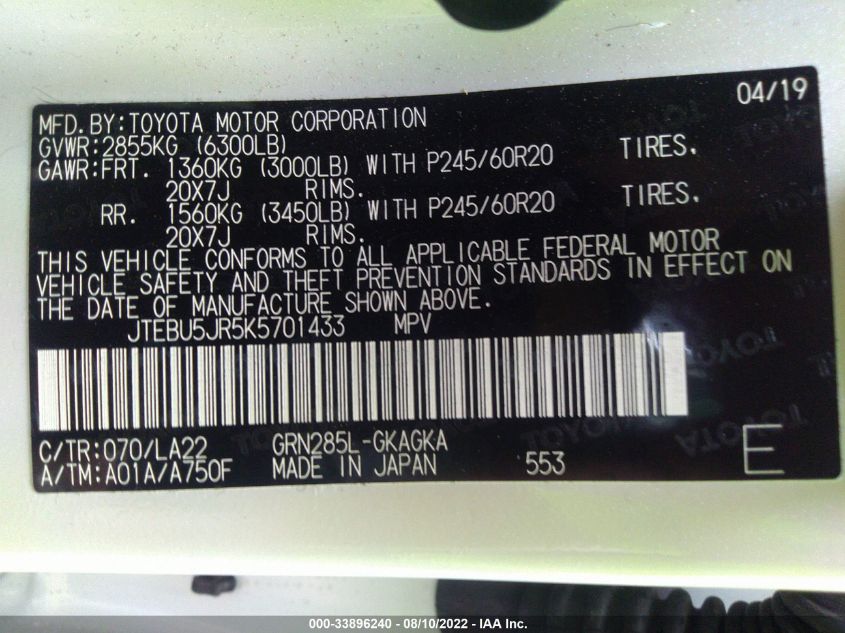 04/19
MFD.BY:TOYOTA MOTOR CORPORATION
GVWR:2855KG (6300LB)
GAWR:FRT. 1360KG (3000LB) WITH P245/60R20 TIRES,
20X7J RIMS.
RR. 1560KG (3450LB) WITH P245/60R20 TIRES,
20X7J RIMS.
THIS VEHICLE CONFORMS TO ALL APPLICABLE FEDERAL MOTOR
VEHICLE SAFETY AND THEFT PREVENTION STANDARDS IN EFFECT ON
THE DATE OF MANUFACTURE SHOWN ABOVE.
JTEBU5JR5K5701433 MPV
C/TR:070/LA22 GRN285L-GKAGKA
A/TM:A01A/A750F MADE IN JAPAN 553 E
TOYOTA
TOYOTA
000-33896240 - 08/10/2022 - IAA Inc.